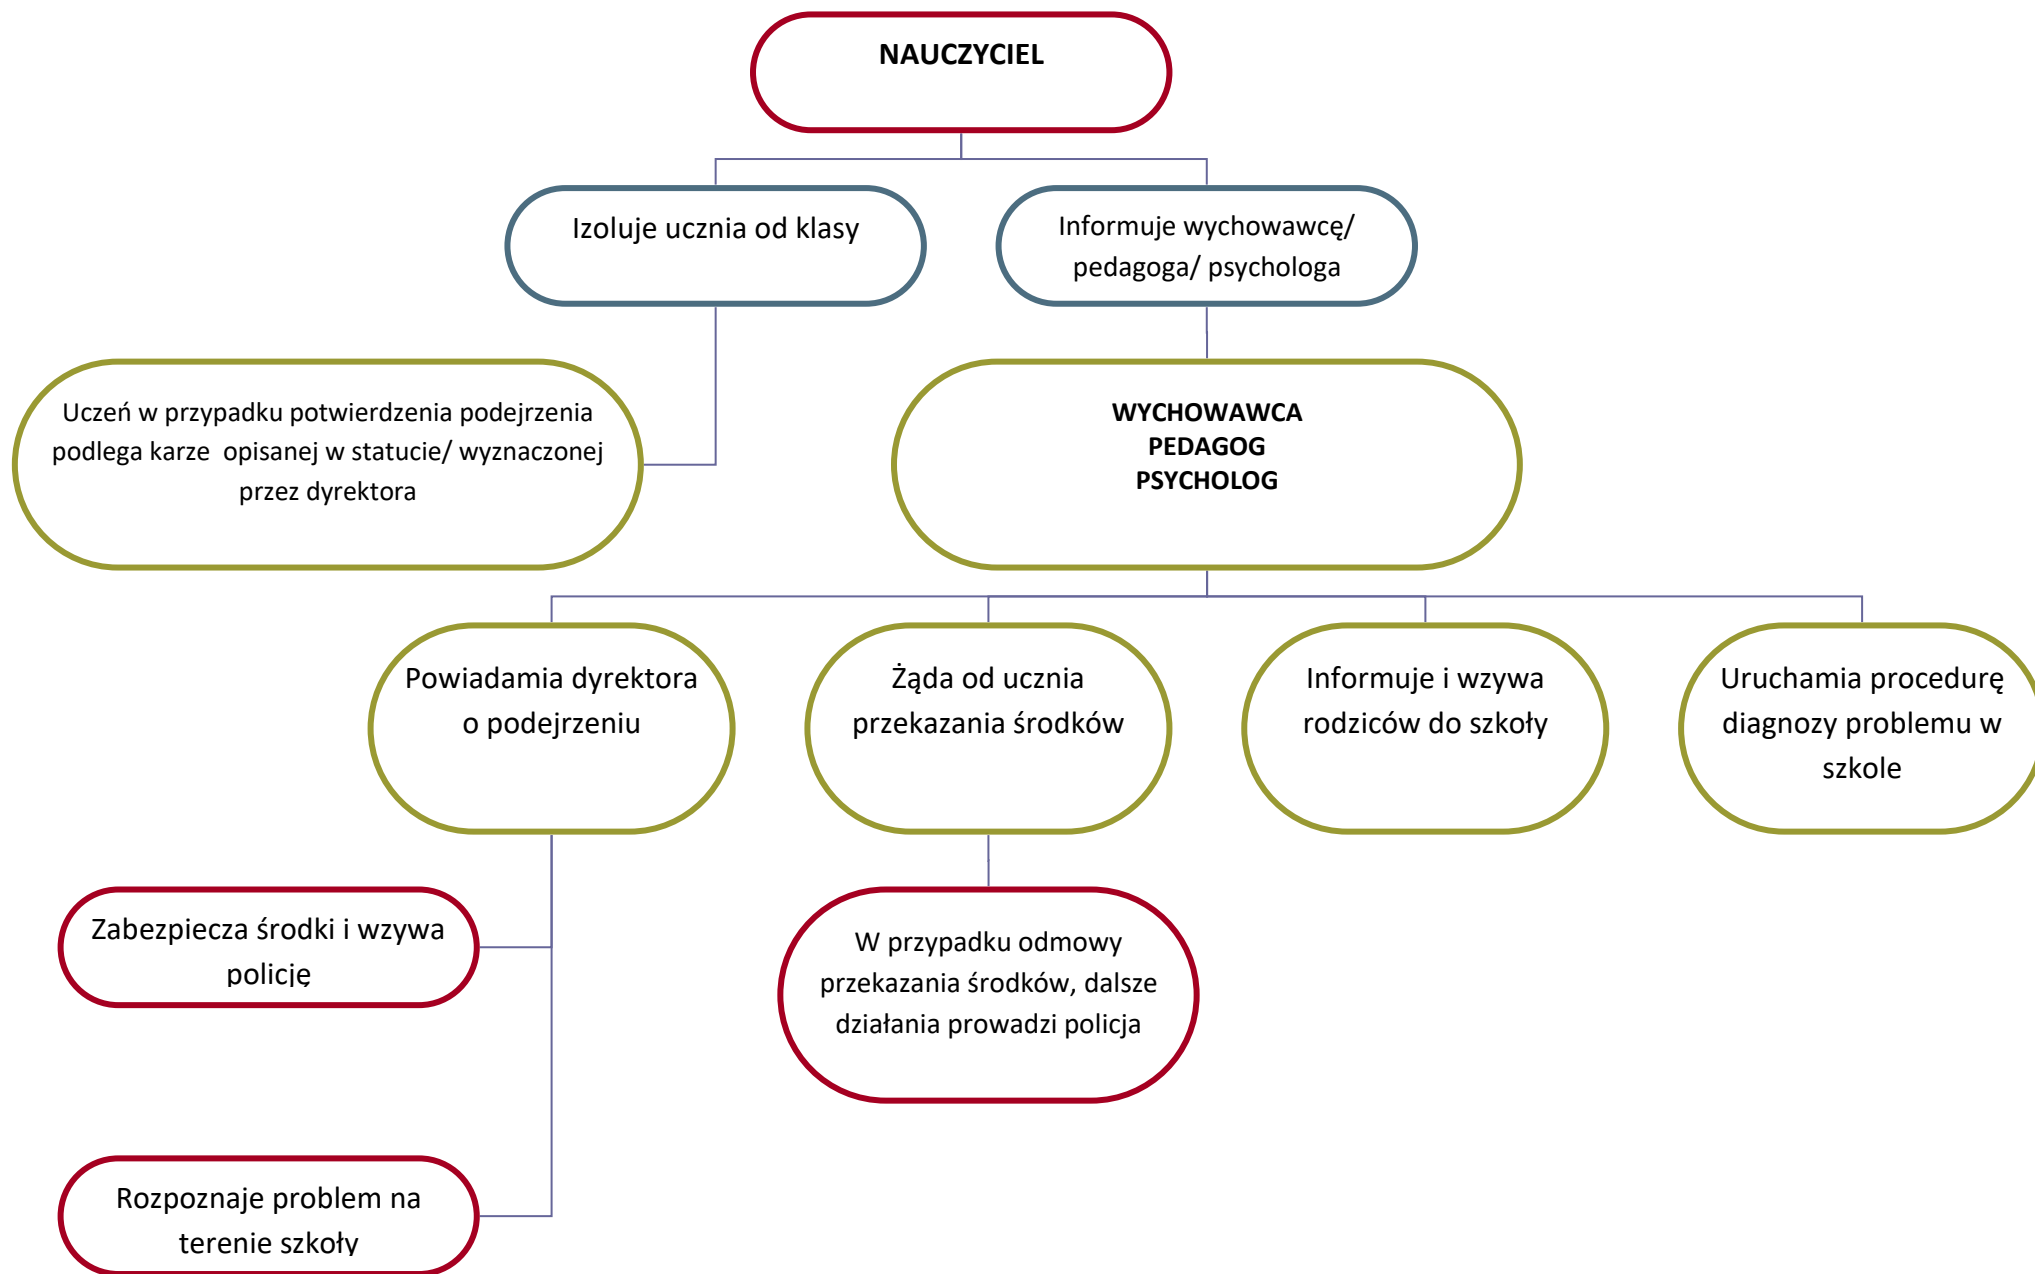 NAUCZYCIEL
Izoluje ucznia od klasy
Informuje wychowawcę/
pedagoga/ psychologa
Uczeń w przypadku potwierdzenia podejrzenia
podlega karze  opisanej w statucie/ wyznaczonej
przez dyrektora
WYCHOWAWCA
PEDAGOG
PSYCHOLOG
Powiadamia dyrektora
o podejrzeniu
Żąda od ucznia
przekazania środków
Informuje i wzywa
rodziców do szkoły
Uruchamia procedurę
diagnozy problemu w
szkole
Zabezpiecza środki i wzywa
policję
W przypadku odmowy
przekazania środków, dalsze
działania prowadzi policja
Rozpoznaje problem na
terenie szkoły